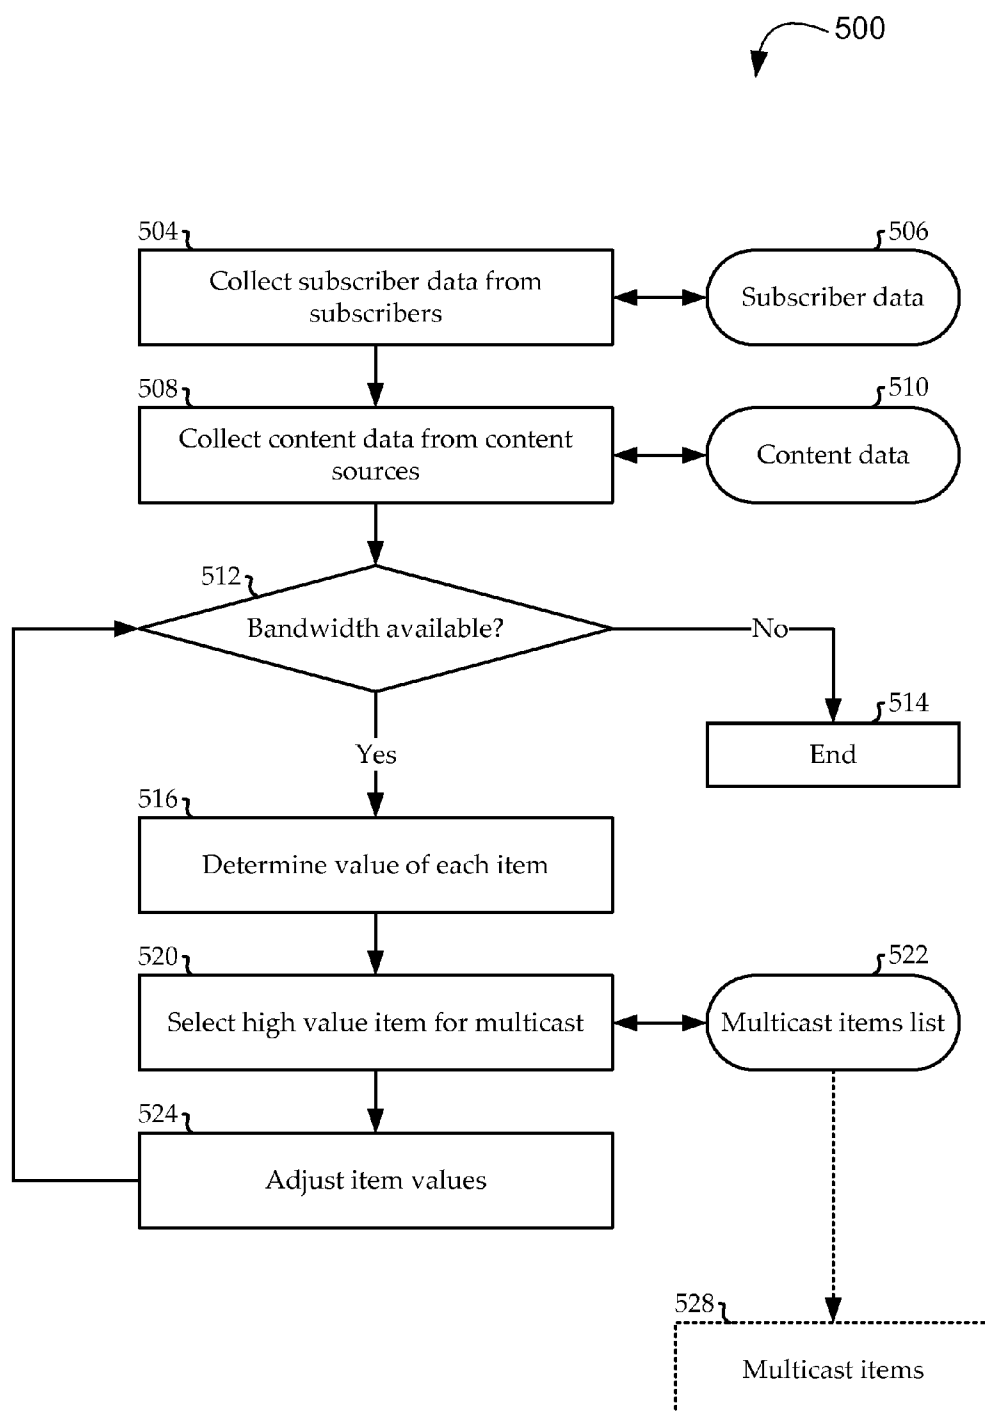 500
504
506
Collect subscriber data from
subscribers
Subscriber data
508
510
Collect content data from content
sources
Content data
512
Bandwidth available?
No
514
End
Yes
516
Determine value of each item
520
522
Select high value item for multicast
Multicast items list
524
Adjust item values
528
Multicast items